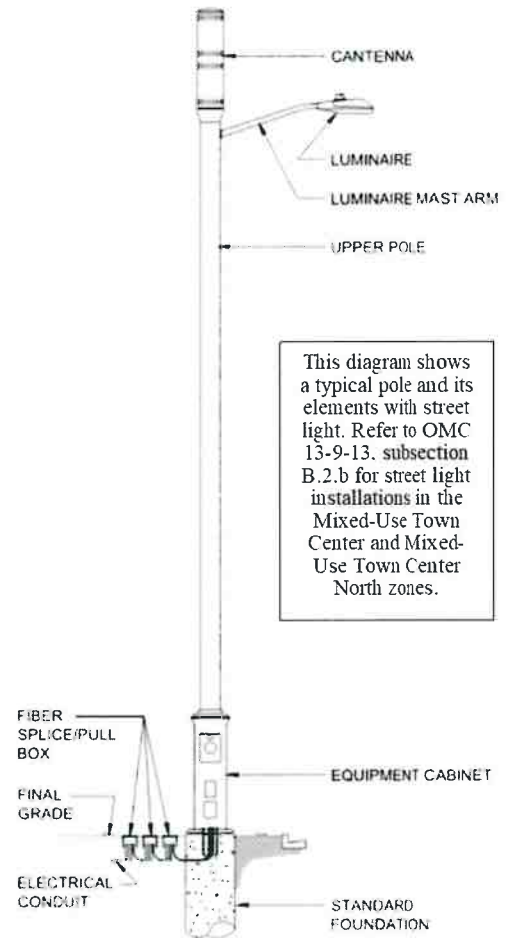 CANTENNA
LUMINAIRE
LUMINAIRE MAST ARM
UPPER POLE
This diagram shows
a typical pole and its
elements with street
light. Refer to OMC
13-9-13. subsection
B.2.b for street light
installations in the
Mixed-Use Town
Center and Mixed-
Use Town Center
North zones.
FIBER
SPLICE/PULL
BOX
EQUIPMENT CABINET
FINAL
GRADE
ELECTRICAL
CONDUIT
STANDARD
FOUNDATION